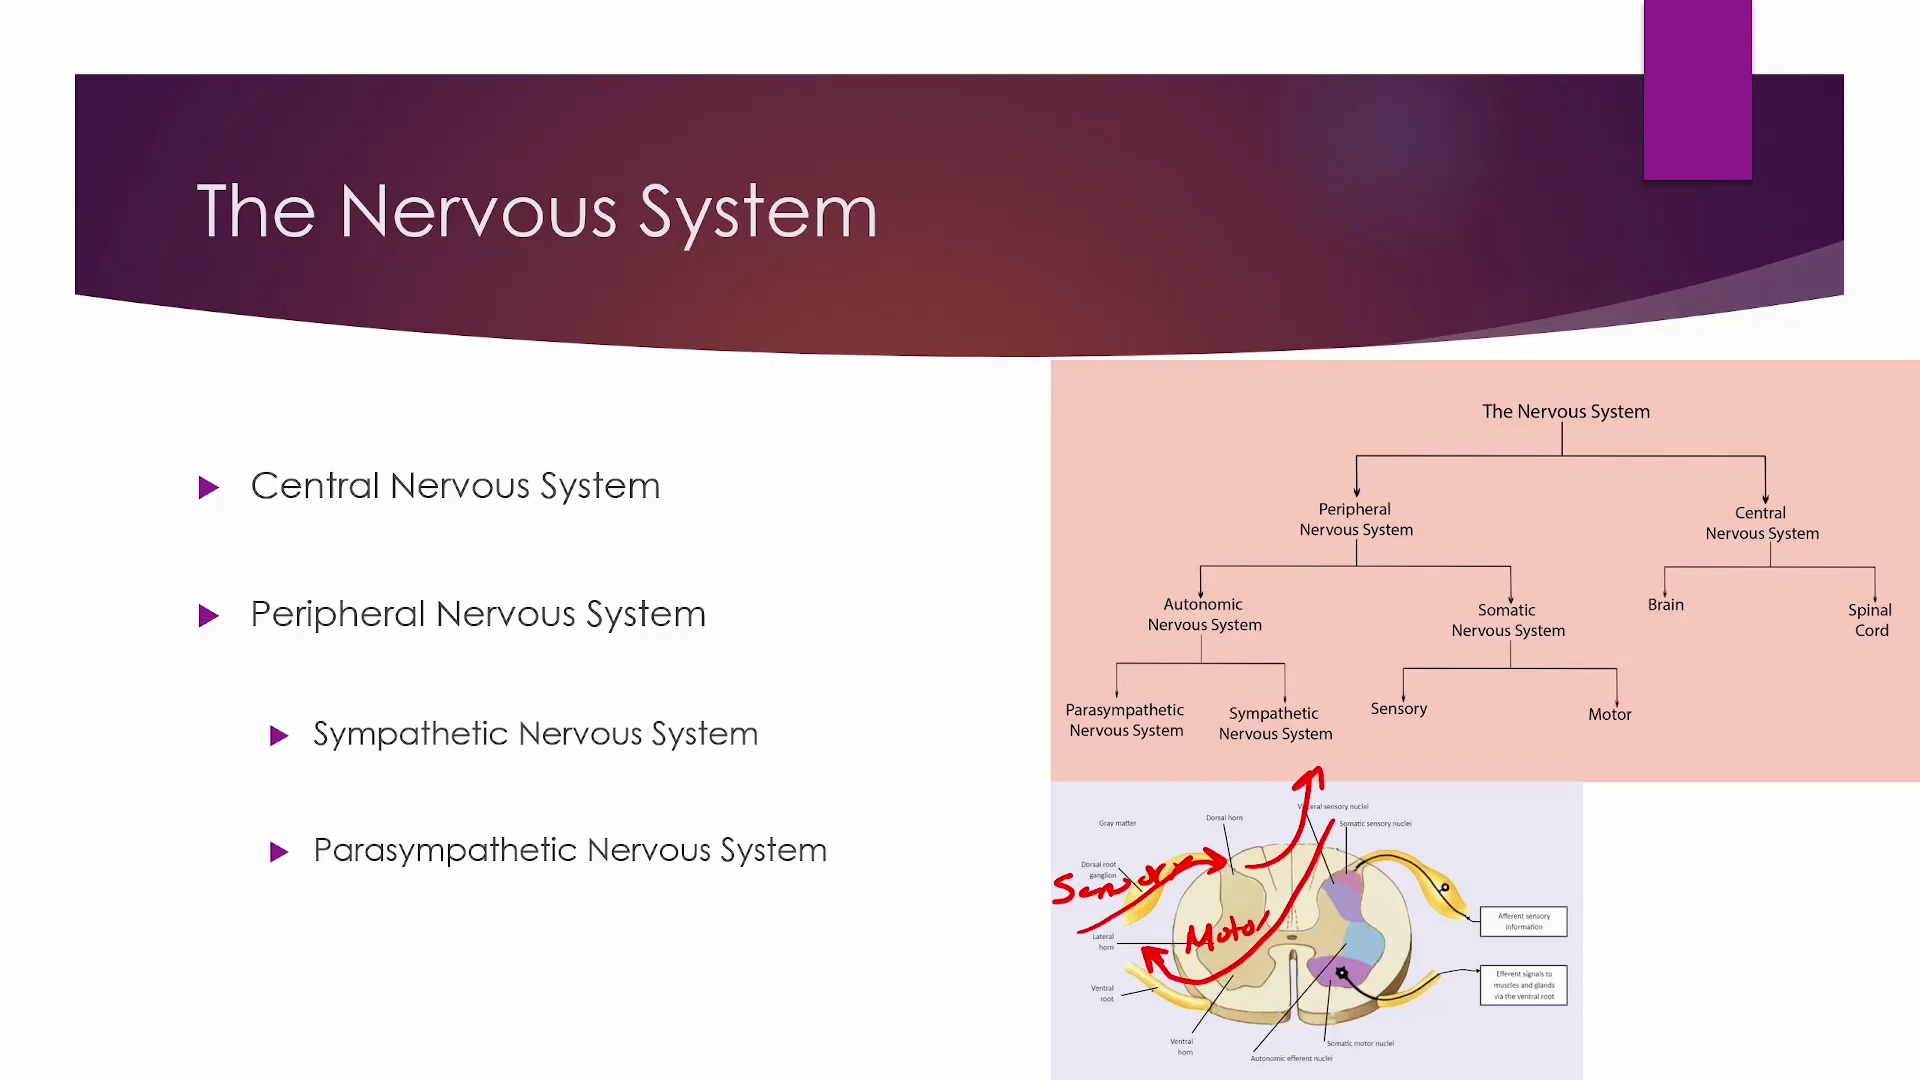 The Nervous System
Central Nervous System
Peripheral Nervous System
Sympathetic Nervous System
Parasympathetic Nervous System
The Nervous System
Peripheral
Nervous System
Central
Nervous System
Autonomic
Nervous System
Somatic
Nervous System
Brain
Spinal
Cord
Parasympathetic
Nervous System
Sympathetic
Nervous System
Sensory
Motor
Gray matter
Dorsal horn
Visceral sensory nuclei
Somatic sensory nuclei
Dorsal root
ganglion
Sensory
Motor
Lateral
horn
Ventral
root
Ventral
horn
Autonomic efferent nuclei
Somatic motor nuclei
Afferent sensory
information
Efferent signals to
muscles and glands
via the ventral root